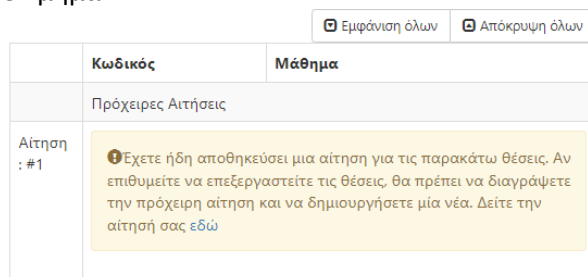 Εμφάνιση όλων Απόκρυψη όλων
Κωδικός Μάθημα
Πρόχειρες Αιτήσεις
Αίτηση
: #1
Έχετε ήδη αποθηκεύσει μια αίτηση για τις παρακάτω θέσεις. Αν
επιθυμείτε να επεξεργαστείτε τις θέσεις, θα πρέπει να διαγράψετε
την πρόχειρη αίτηση και να δημιουργήσετε μία νέα. Δείτε την
αίτησή σας εδώ